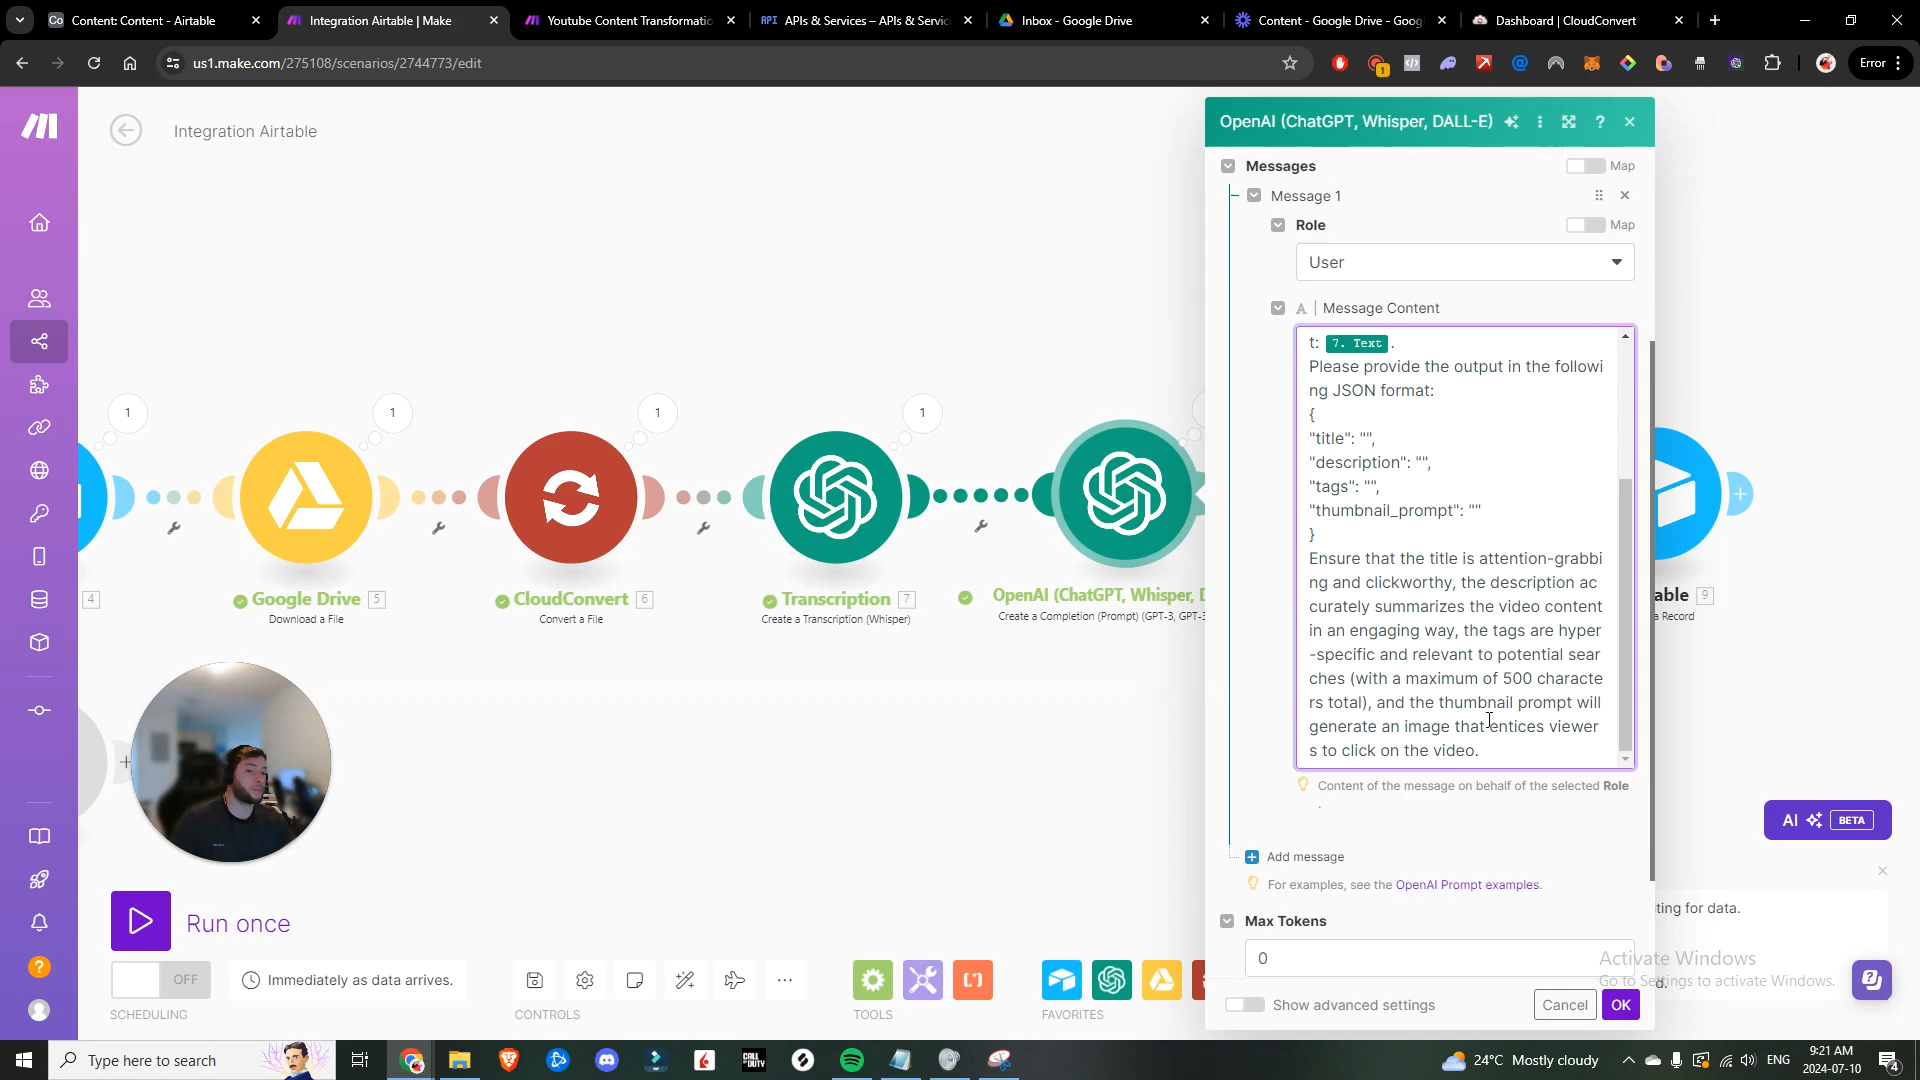 Content: Content - Airtable
Integration Airtable | Make
Youtube Content Transformatio
API APIs & Services – APIs & Servic
Inbox - Google Drive
Content - Google Drive - Goog
Dashboard | CloudConvert
us1.make.com/275108/scenarios/2744773/edit
Error
Integration Airtable
OpenAI (ChatGPT, Whisper, DALL-E)
Messages
Map
Message 1
Role
Map
User
A | Message Content
t: 7. Text .
Please provide the output in the followi
ng JSON format:
{
"title": "",
"description": "",
"tags": "",
"thumbnail_prompt": ""
}
Ensure that the title is attention-grabbi
ng and clickworthy, the description ac
curately summarizes the video content
in an engaging way, the tags are hyper
-specific and relevant to potential sear
ches (with a maximum of 500 characte
rs total), and the thumbnail prompt will
generate an image that entices viewer
s to click on the video.
Content of the message on behalf of the selected Role
.
Add message
For examples, see the OpenAI Prompt examples.
Max Tokens
0
Show advanced settings
Cancel
OK
1
1
1
1
4
Google Drive 5
Download a File
CloudConvert 6
Convert a File
Transcription 7
Create a Transcription (Whisper)
OpenAI (ChatGPT, Whisper, D
Create a Completion (Prompt) (GPT-3, GPT-3
able 9
a Record
AI BETA
iting for data.
d.
Activate Windows
Go to Settings to activate Windows.
Run once
OFF
Immediately as data arrives.
SCHEDULING
CONTROLS
TOOLS
FAVORITES
Type here to search
24°C Mostly cloudy
ENG
9:21 AM
2024-07-10
4